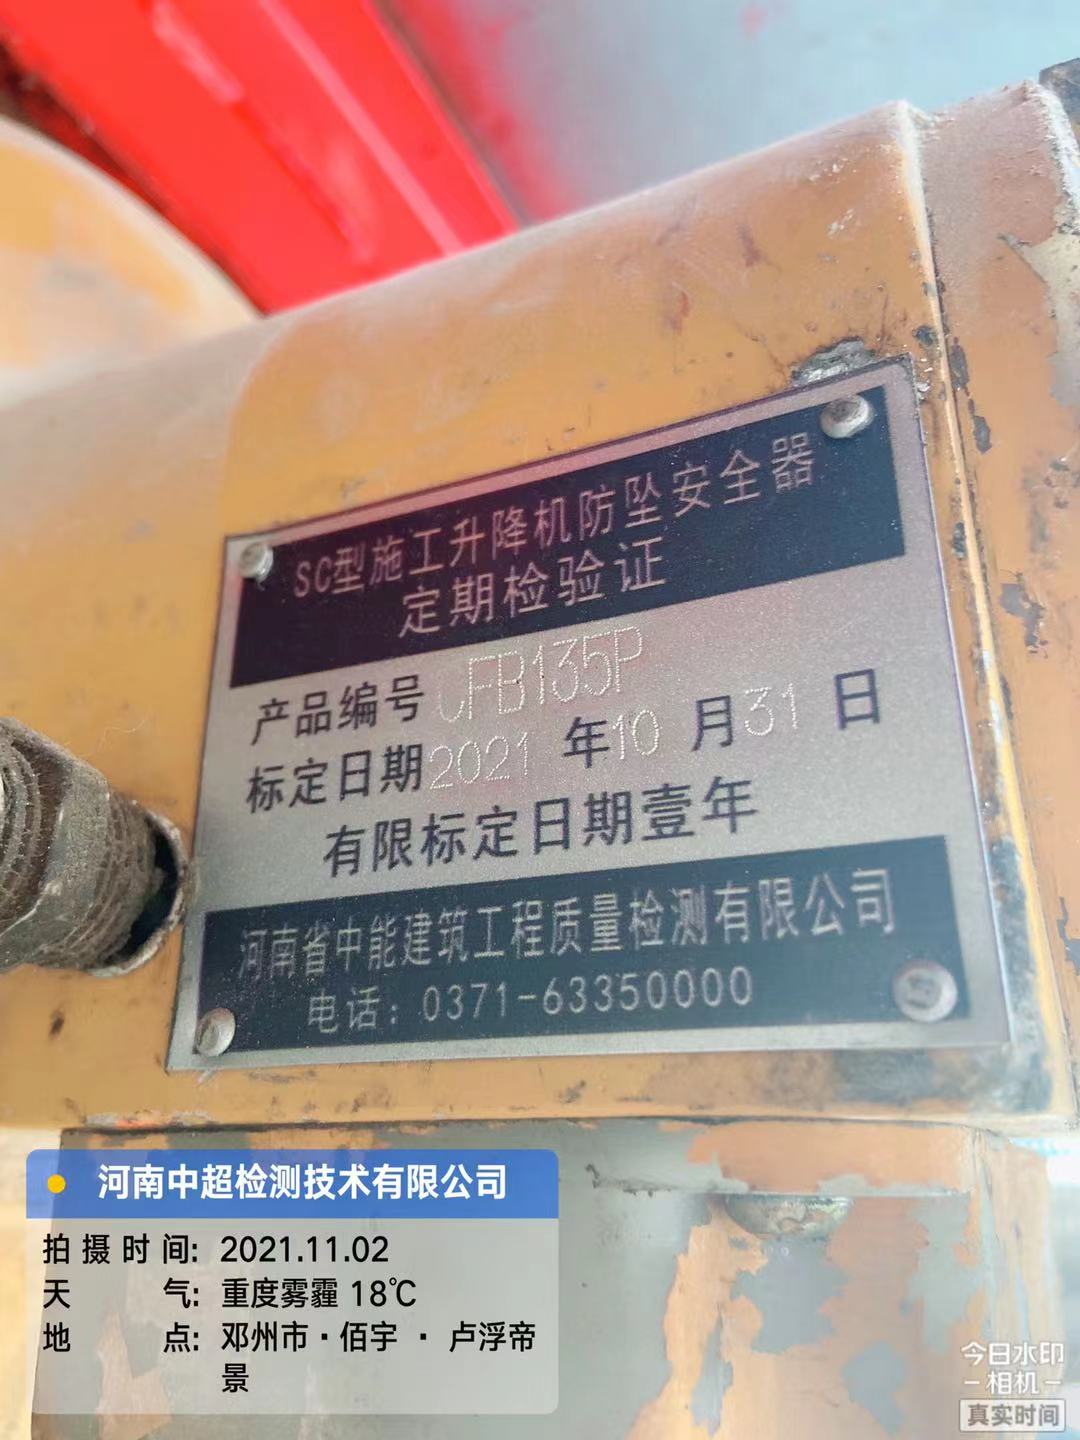 SC型施工升降机防坠安全器
定期检验证
产品编号 JFB135P
标定日期2021年10月31日
有限标定日期壹年
河南省中能建筑工程质量检测有限公司
电话：0371-63350000
河南中超检测技术有限公司
拍摄时间: 2021.11.02
天气: 重度雾霾 18℃
地点: 邓州市·佰宇 · 卢浮帝
景
今日水印
-相机-
真实时间